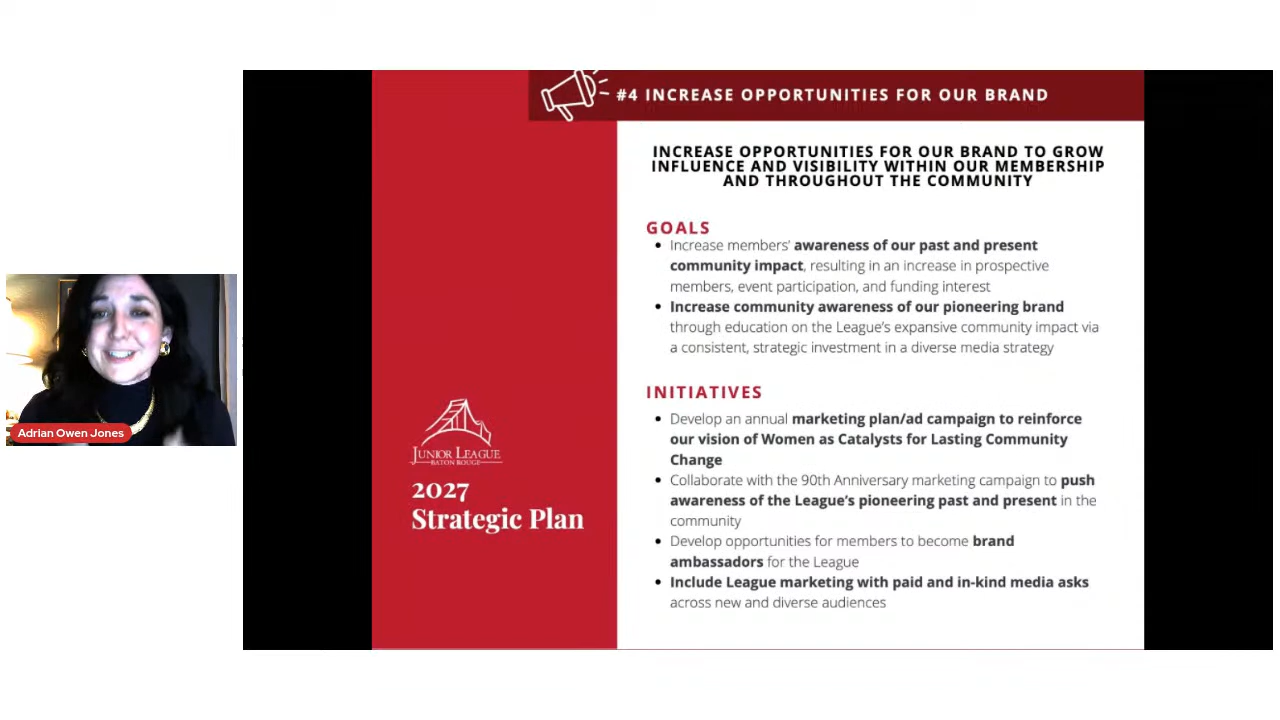 #4 INCREASE OPPORTUNITIES FOR OUR BRAND
INCREASE OPPORTUNITIES FOR OUR BRAND TO GROW
INFLUENCE AND VISIBILITY WITHIN OUR MEMBERSHIP
AND THROUGHOUT THE COMMUNITY
GOALS
• Increase members' awareness of our past and present
community impact, resulting in an increase in prospective
members, event participation, and funding interest
• Increase community awareness of our pioneering brand
through education on the League's expansive community impact via
a consistent, strategic investment in a diverse media strategy
INITIATIVES
• Develop an annual marketing plan/ad campaign to reinforce
our vision of Women as Catalysts for Lasting Community
Change
• Collaborate with the 90th Anniversary marketing campaign to push
awareness of the League's pioneering past and present in the
community
• Develop opportunities for members to become brand
ambassadors for the League
• Include League marketing with paid and in-kind media asks
across new and diverse audiences
JUNIOR LEAGUE
BATON ROUGE
2027
Strategic Plan
Adrian Owen Jones